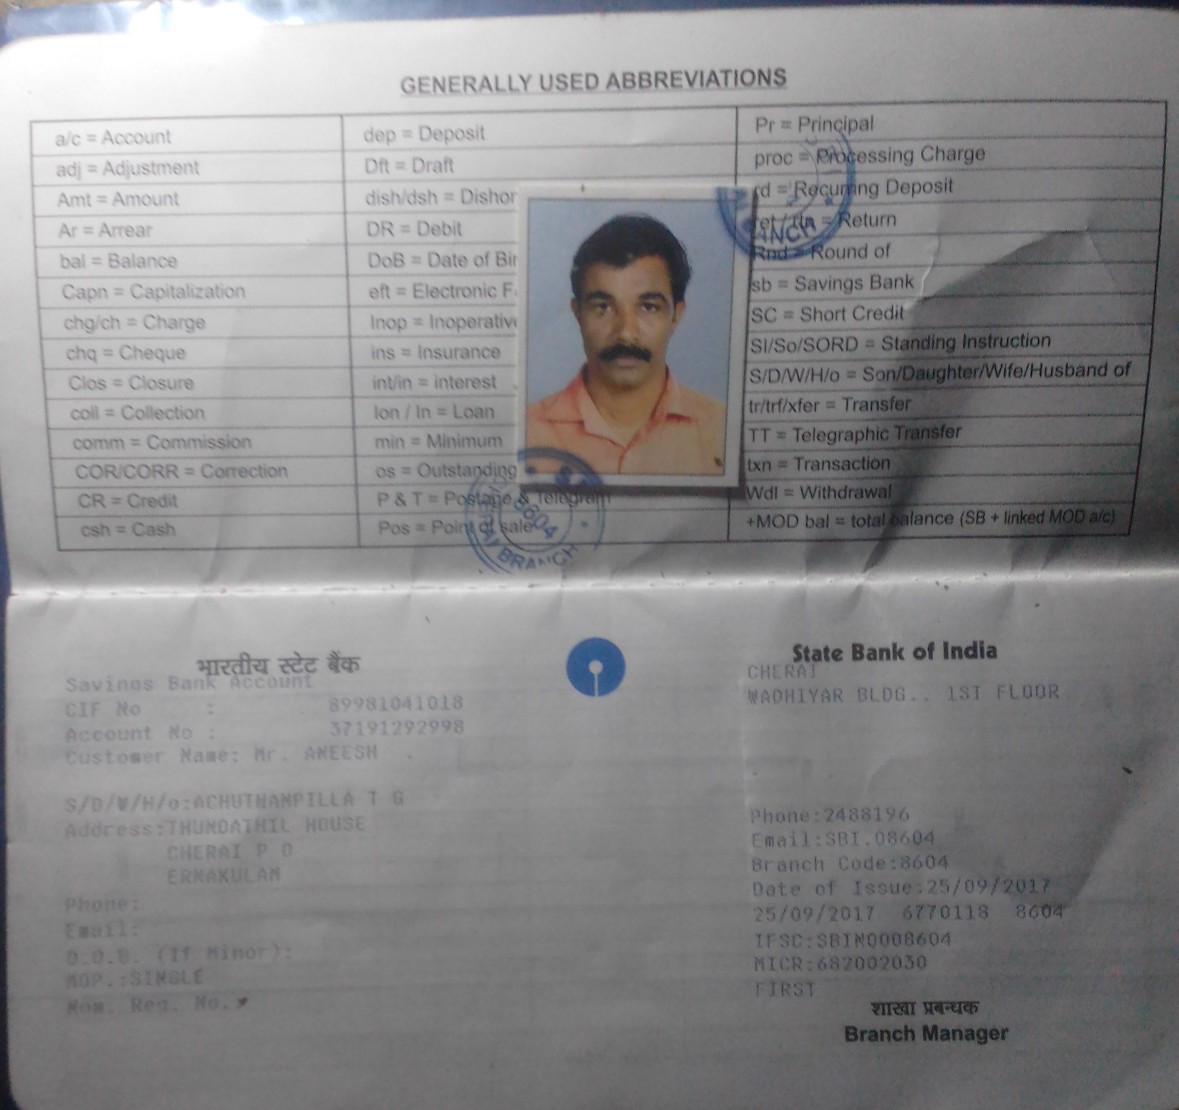 GENERALLY USED ABBREVIATIONS
a/c = Account
adj = Adjustment
Amt = Amount
Ar = Arrear
bal = Balance
Capn = Capitalization
chg/ch = Charge
chq = Cheque
Clos = Closure
coll = Collection
comm = Commission
COR/CORR = Correction
CR = Credit
csh = Cash
dep = Deposit
Dft = Draft
dish/dsh = Dishor
DR = Debit
DoB = Date of Bir
eft = Electronic F
Inop = Inoperativ
ins = Insurance
int/in = interest
lon / ln = Loan
min = Minimum
os = Outstanding
P & T = Postage & Telegram
Pos = Point of sale
Pr = Principal
proc = Processing Charge
rd = Recurring Deposit
ret / rtn = Return
Rnd = Round of
sb = Savings Bank
SC = Short Credit
SI/So/SORD = Standing Instruction
S/D/W/H/o = Son/Daughter/Wife/Husband of
tr/trf/xfer = Transfer
TT = Telegraphic Transfer
txn = Transaction
Wdl = Withdrawal
+MOD bal = total balance (SB + linked MOD a/c)
8604
BRANCH
भारतीय स्टेट बैंक
Savings Bank Account
CIF No : 89981041018
Account No : 37191292998
Customer Name: Mr. ANEESH .
S/D/W/H/o:ACHUTHANPILLA T G
Address:THUNDATHIL HOUSE
CHERAI P O
ERNAKULAM
Phone:
Email:
D.O.B. (If Minor):
MOP.:SINGLE
Nom. Reg. No.
State Bank of India
CHERAI
WADHIYAR BLDG.. 1ST FLOOR
Phone:2488196
Email:SBI.08604
Branch Code:8604
Date of Issue:25/09/2017
25/09/2017 6770118 8604
IFSC:SBIN0008604
MICR:682002030
FIRST
शाखा प्रबन्धक
Branch Manager